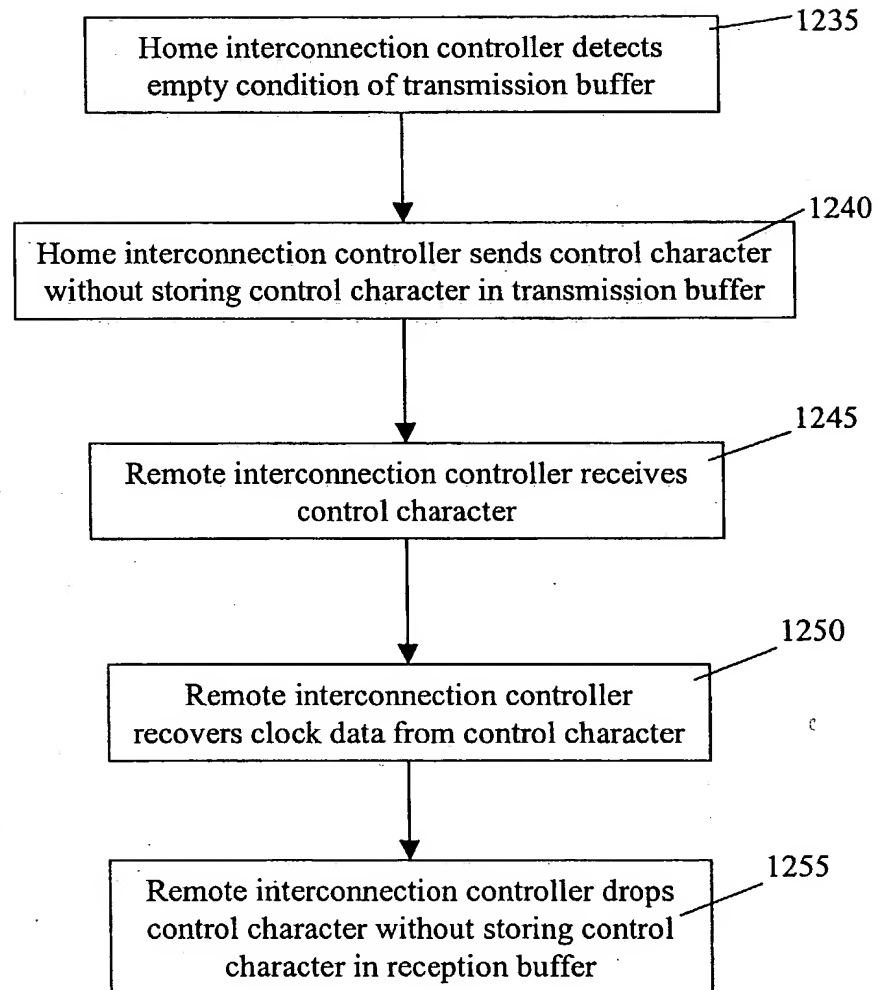 1235
Home interconnection controller detects
empty condition of transmission buffer
1240
Home interconnection controller sends control character
without storing control character in transmission buffer
1245
Remote interconnection controller receives
control character
1250
Remote interconnection controller
recovers clock data from control character
1255
Remote interconnection controller drops
control character without storing control
character in reception buffer